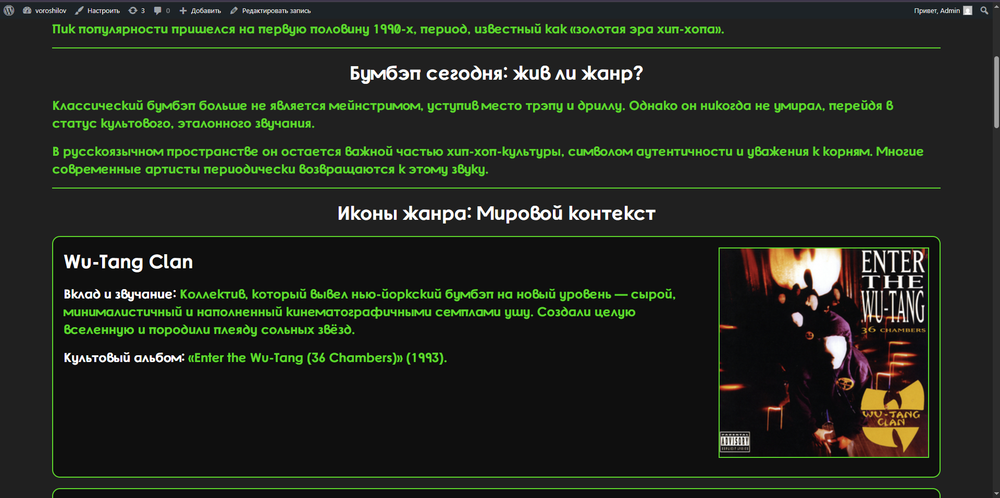 voroshilov Настроить 3 0 Добавить Редактировать запись Привет, Admin
Пик популярности пришелся на первую половину 1990-х, период, известный как «золотая эра хип-хопа».
Бумбэп сегодня: жив ли жанр?
Классический бумбэп больше не является мейнстримом, уступив место трэпу и дриллу. Однако он никогда не умирал, перейдя в
статус культового, эталонного звучания.
В русскоязычном пространстве он остается важной частью хип-хоп-культуры, символом аутентичности и уважения к корням. Многие
современные артисты периодически возвращаются к этому звуку.
Иконы жанра: Мировой контекст
Wu-Tang Clan
Вклад и звучание: Коллектив, который вывел нью-йоркский бумбэп на новый уровень — сырой,
минималистичный и наполненный кинематографичными семплами ушу. Создали целую
вселенную и породили плеяду сольных звёзд.
Культовый альбом: «Enter the Wu-Tang (36 Chambers)» (1993).
ENTER
THE
WU-TANG
36 CHAMBERS
WU-TANG
CLAN
PARENTAL
ADVISORY
EXPLICIT LYRICS